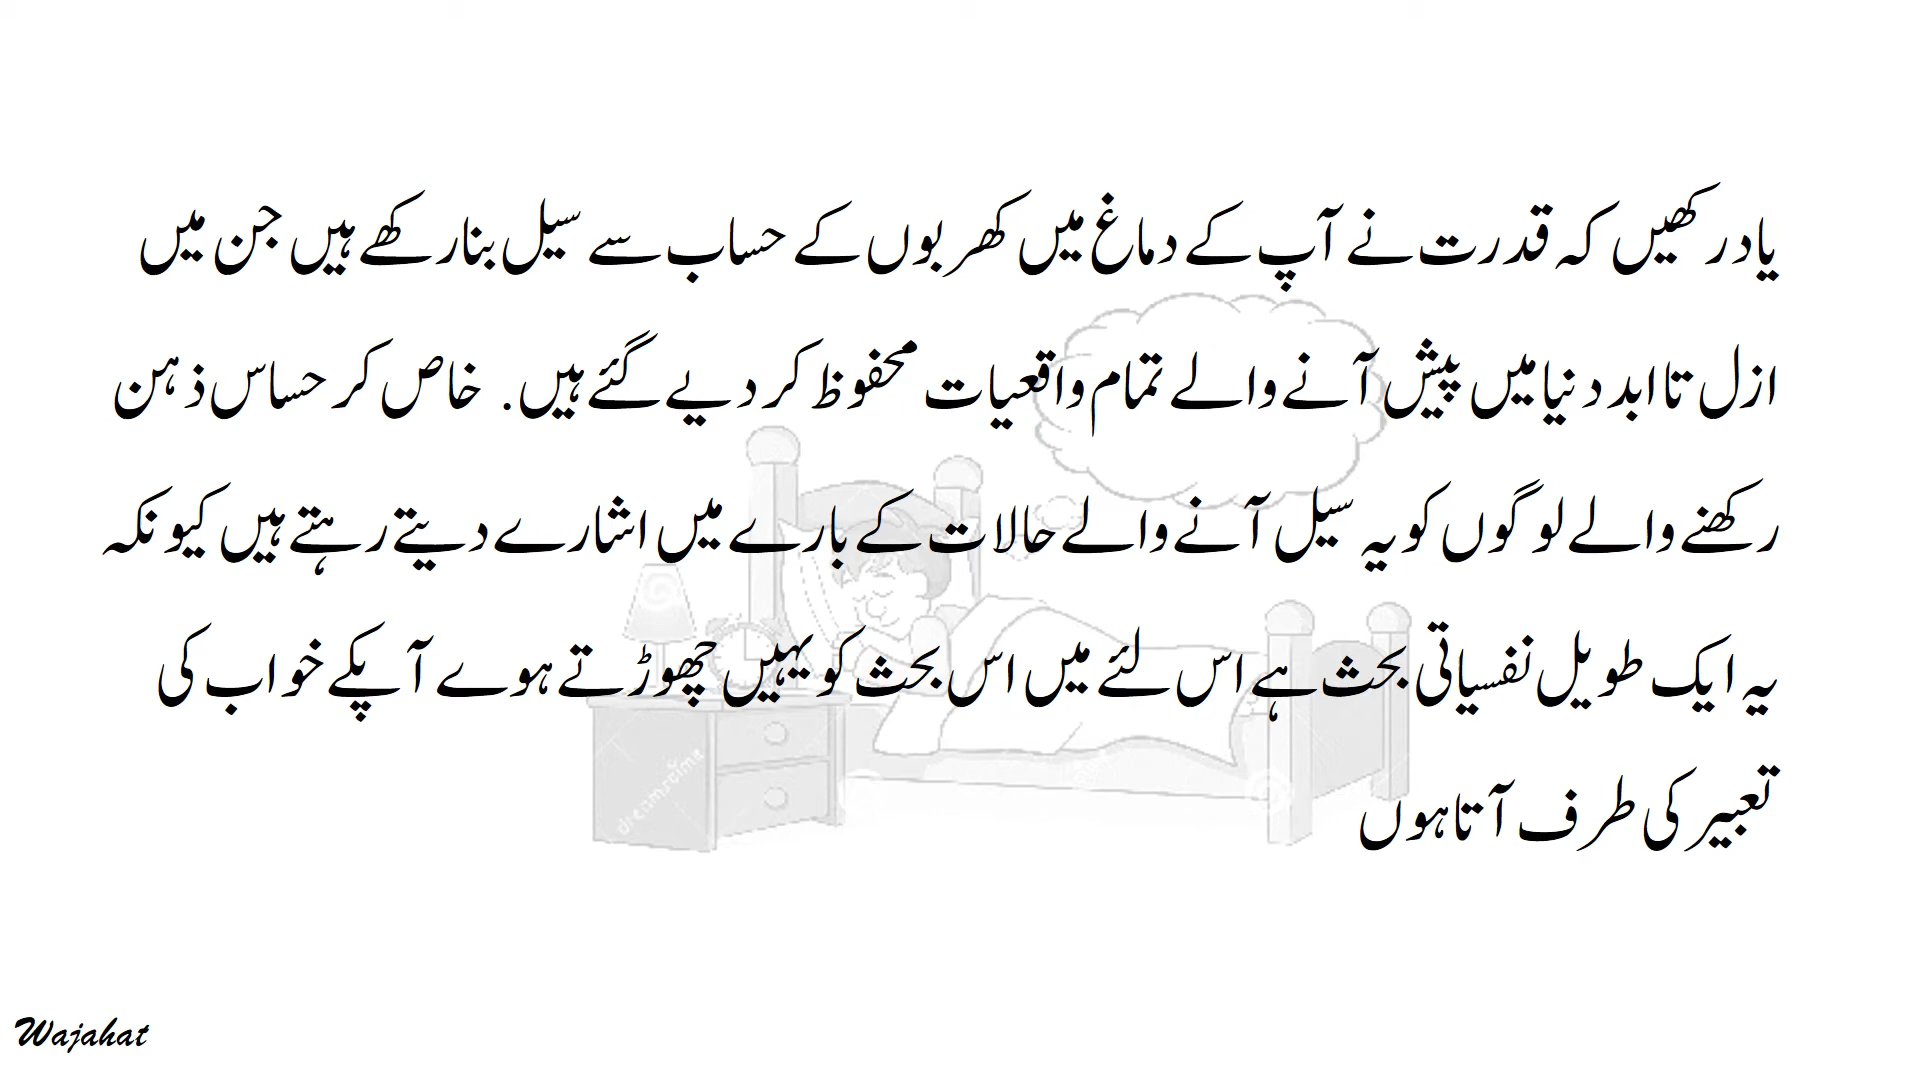 یاد رکھیں کہ قدرت نے آپ کے دماغ میں کھربوں کے حساب سے سیل بنا رکھے ہیں جن میں
ازل تا ابد دنیا میں پیش آنے والے تمام واقعیات محفوظ کر دیے گئے ہیں. خاص کر حساس ذہن
رکھنے والے لوگوں کو یہ سیل آنے والے حالات کے بارے میں اشارے دیتے رہتے ہیں کیونکہ
یہ ایک طویل نفسیاتی بحث ہے اس لئے میں اس بحث کو یہیں چھوڑتے ہوے آپکے خواب کی
تعبیر کی طرف آتا ہوں
dreamstime
Wajahat